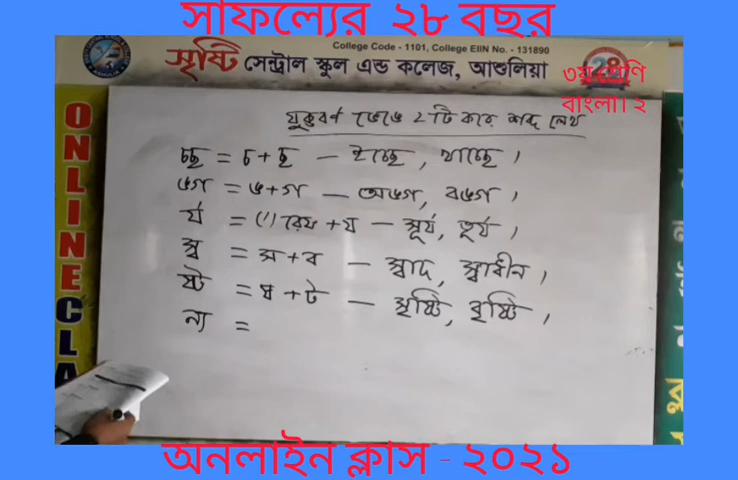 সাফল্যের ২৮ বছর
College Code - 1101, College EIIN No. - 131890
সৃষ্টি সেন্ট্রাল স্কুল এন্ড কলেজ, আশুলিয়া
28
৩য় শ্রেণি
বাংলা। ২
ONLINE CLA
যুক্তবর্ণ ভেঙে ২টি করে শব্দ লেখ
চ্ছ = চ + ছ – ইচ্ছে, যাচ্ছে।
ঙ্গ = ঙ + গ – অঙ্গ, বঙ্গ।
র্য = (র্) রেফ + য – সূর্য, তূর্য।
স্ব = স + ব – স্বাদ, স্বাধীন।
ষ্ট = ষ + ট – সৃষ্টি, বৃষ্টি।
ন্য =
অনলাইন ক্লাস - ২০২১